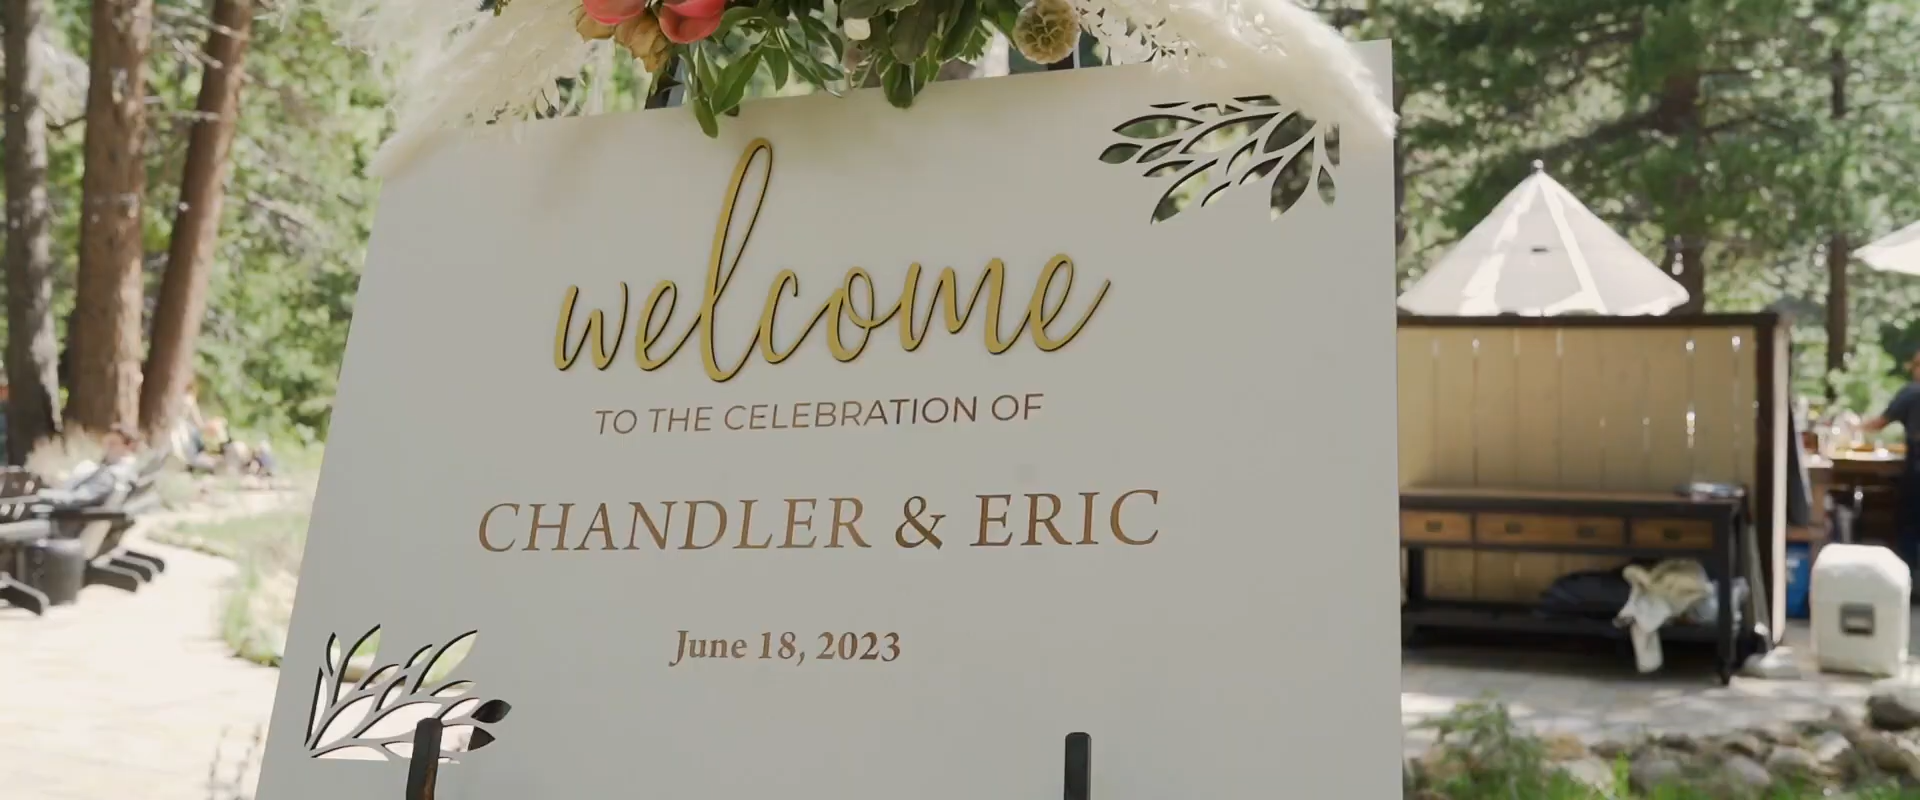 welcome
TO THE CELEBRATION OF
CHANDLER & ERIC
June 18, 2023